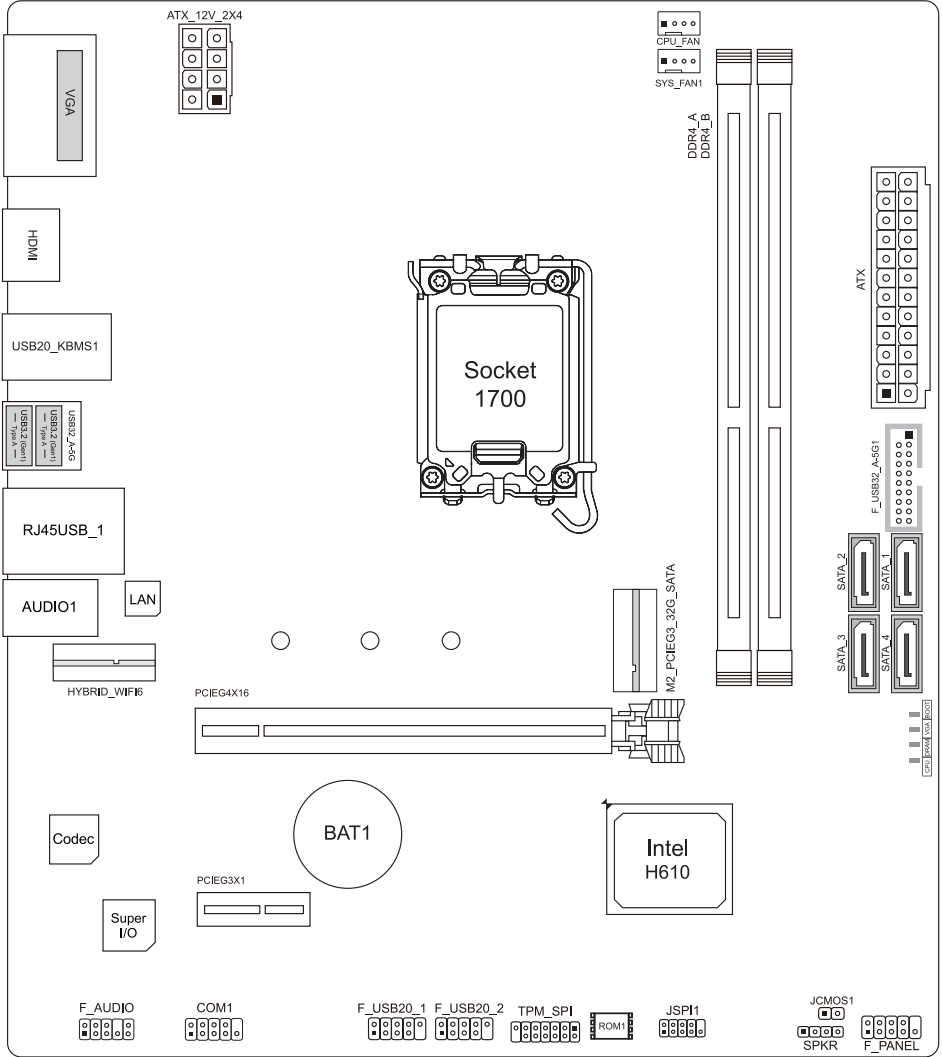 ATX_12V_2X4
CPU_FAN
SYS_FAN1
VGA
DDR4_A
DDR4_B
HDMI
ATX
USB20_KBMS1
Socket
1700
USB3.2 (Gen1)
Type A
USB3.2 (Gen1)
Type A
USB32_A-5G
F_USB32_A-5G1
RJ45USB_1
SATA_2
SATA_1
AUDIO1
LAN
M2_PCIEG3_32G_SATA
SATA_3
SATA_4
HYBRID_WIFI6
PCIEG4X16
CPU DRAM VGA BOOT
BAT1
Codec
Intel
H610
PCIEG3X1
Super
I/O
F_AUDIO
COM1
F_USB20_1
F_USB20_2
TPM_SPI
ROM1
JSPI1
JCMOS1
SPKR
F_PANEL